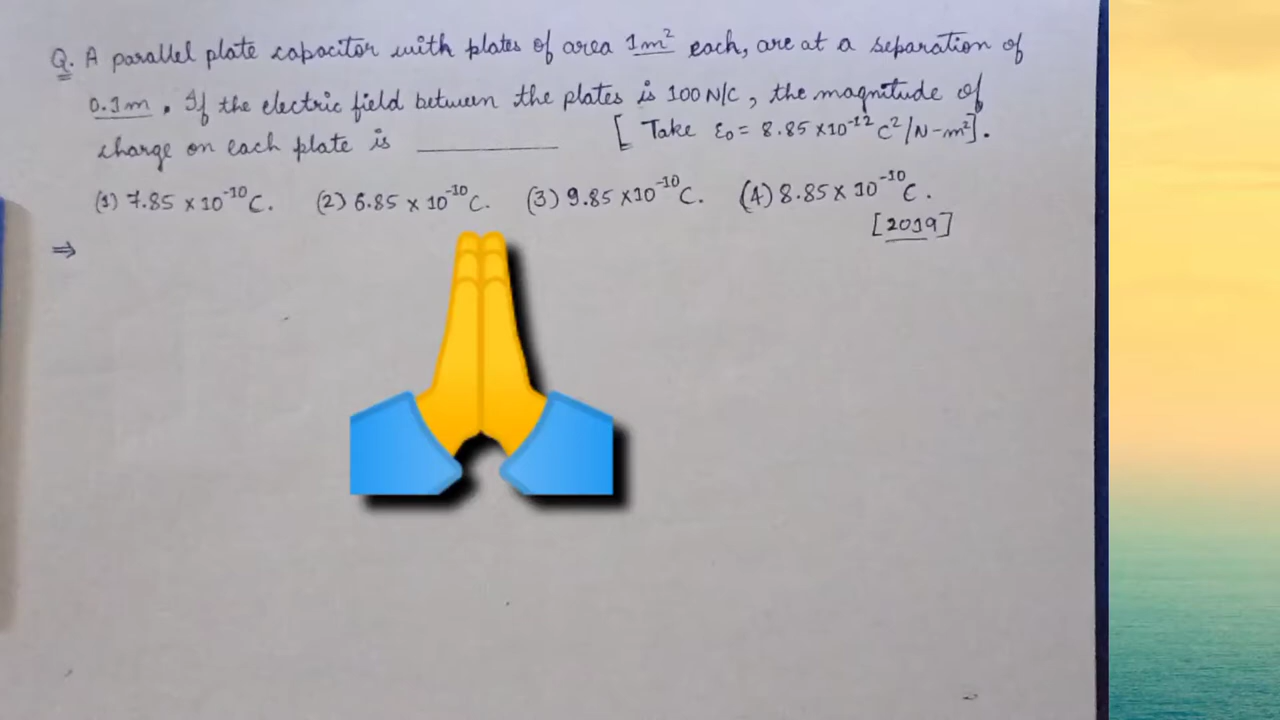 Q. A parallel plate capacitor with plates of area 1m² each, are at a separation of
0.1m. If the electric field between the plates is 100 N/C, the magnitude of
charge on each plate is ________ [Take ε₀ = 8.85 ×10⁻¹² C²/N-m²].
(1) 7.85 × 10⁻¹⁰ C. (2) 6.85 × 10⁻¹⁰ C. (3) 9.85 ×10⁻¹⁰ C. (4) 8.85 × 10⁻¹⁰ C.
[2019]
⇒